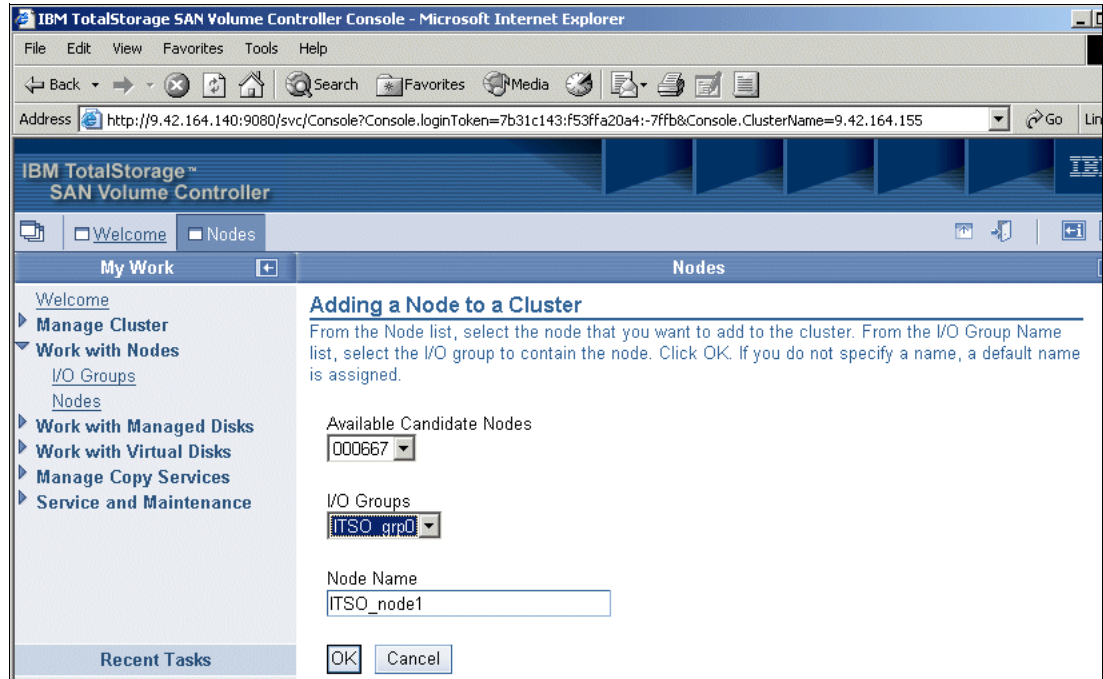 IBM TotalStorage SAN Volume Controller Console - Microsoft Internet Explorer
File Edit View Favorites Tools Help
Back Search Favorites Media
Address http://9.42.164.140:9080/svc/Console?Console.loginToken=7b31c143:f53ffa20a4:-7ffb&Console.ClusterName=9.42.164.155 Go
IBM TotalStorage™
SAN Volume Controller
Welcome Nodes
My Work
Nodes
Welcome
Manage Cluster
Work with Nodes
I/O Groups
Nodes
Work with Managed Disks
Work with Virtual Disks
Manage Copy Services
Service and Maintenance
Recent Tasks
Adding a Node to a Cluster
From the Node list, select the node that you want to add to the cluster. From the I/O Group Name
list, select the I/O group to contain the node. Click OK. If you do not specify a name, a default name
is assigned.
Available Candidate Nodes
000667
I/O Groups
ITSO_grp0
Node Name
ITSO_node1
OK Cancel